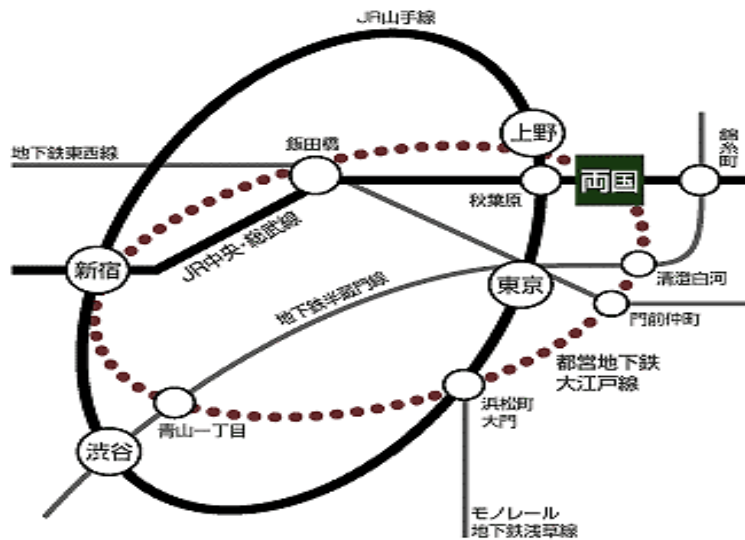 JR山手線
上野
飯田橋
地下鉄東西線
錦糸町
両国
秋葉原
JR中央・総武線
新宿
東京
清澄白河
地下鉄半蔵門線
門前仲町
都営地下鉄
大江戸線
浜松町
大門
青山一丁目
渋谷
モノレール
地下鉄浅草線